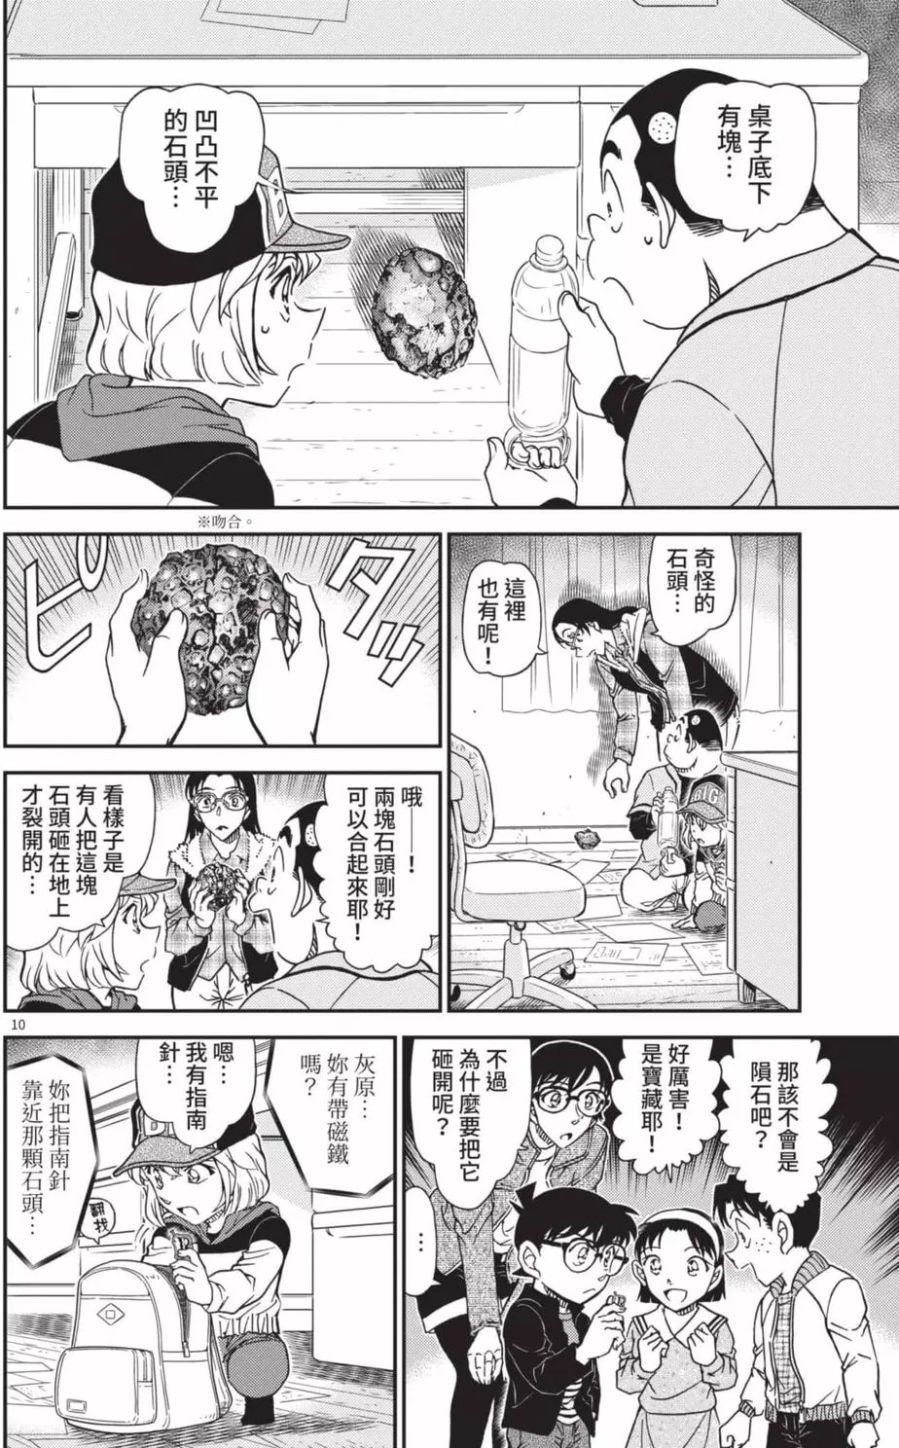 桌子底下
有塊…
凹凸不平
的石頭…
B
奇怪的
石頭…
這裡
也有呢！
BIG
※吻合。
ピタッ
哦——！
兩塊石頭剛好
可以合起來耶！
看樣子是
有人把這塊
石頭砸在地上
才裂開的…
10
那該不會是
隕石吧？
好厲害！
是寶藏耶！
不過
為什麼要把它
砸開呢？
…
灰原…
妳有帶磁鐵
嗎？
嗯…
我有指南
針…
翻找
妳把指南針
靠近那顆石頭…